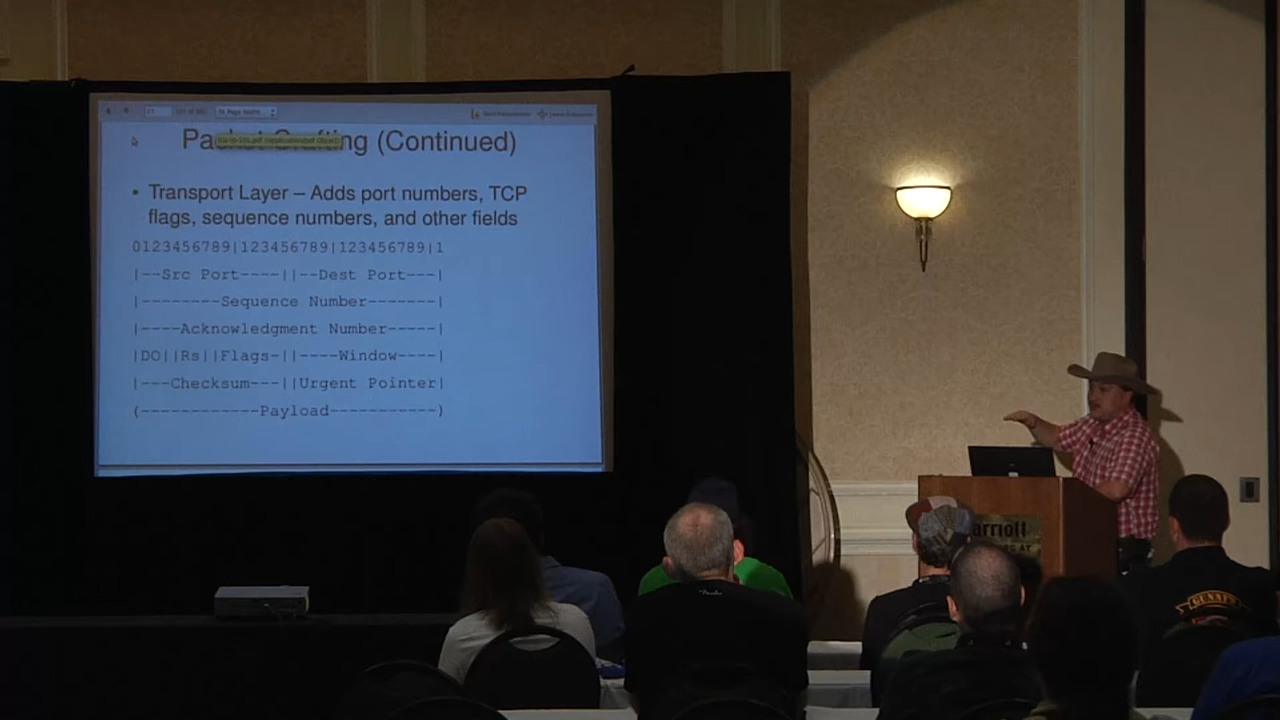 Packet Crafting (Continued)
• Transport Layer – Adds port numbers, TCP
flags, sequence numbers, and other fields
0123456789|123456789|123456789|1
|--Src Port----||--Dest Port---|
|--------Sequence Number-------|
|----Acknowledgment Number-----|
|DO||Rs||Flags-||----Window----|
|---Checksum---||Urgent Pointer|
(------------Payload-----------)
arriott